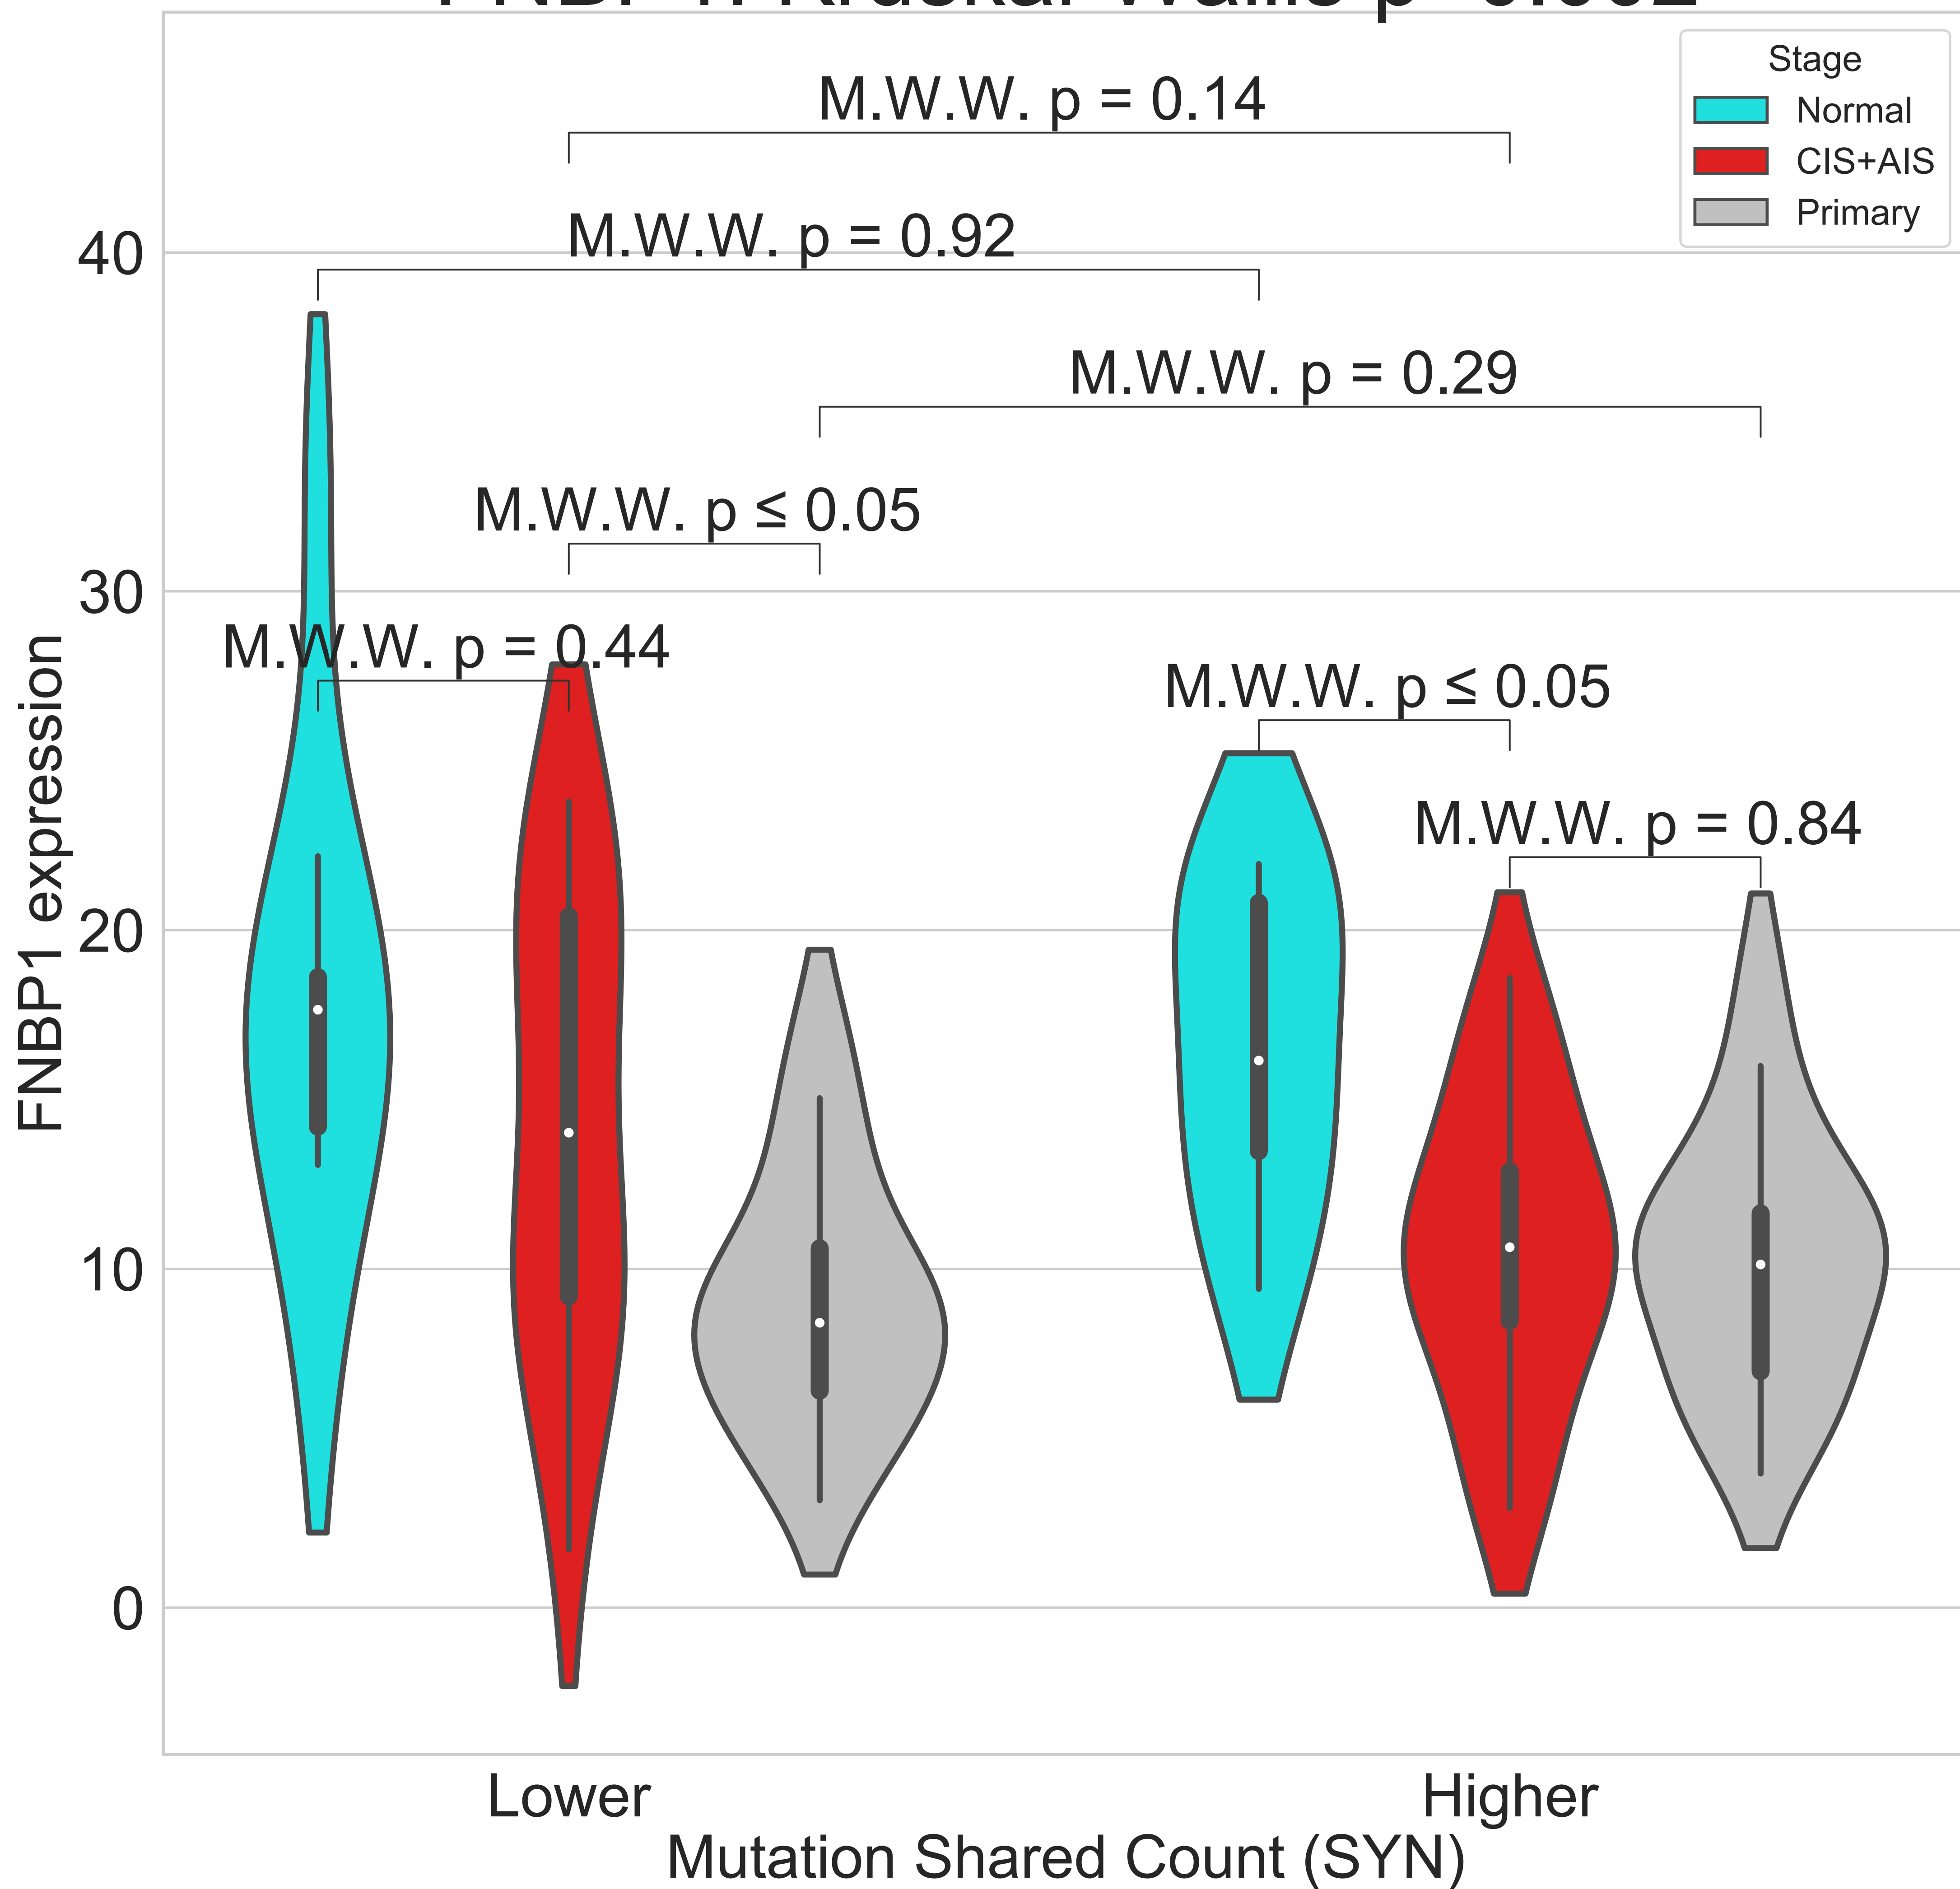 Stage
Normal
CIS+AIS
Primary
M.W.W. p = 0.14
M.W.W. p = 0.92
M.W.W. p = 0.29
M.W.W. p ≤ 0.05
M.W.W. p = 0.44
M.W.W. p ≤ 0.05
M.W.W. p = 0.84
40
30
20
10
0
FNBP1 expression
Lower
Higher
Mutation Shared Count (SYN)